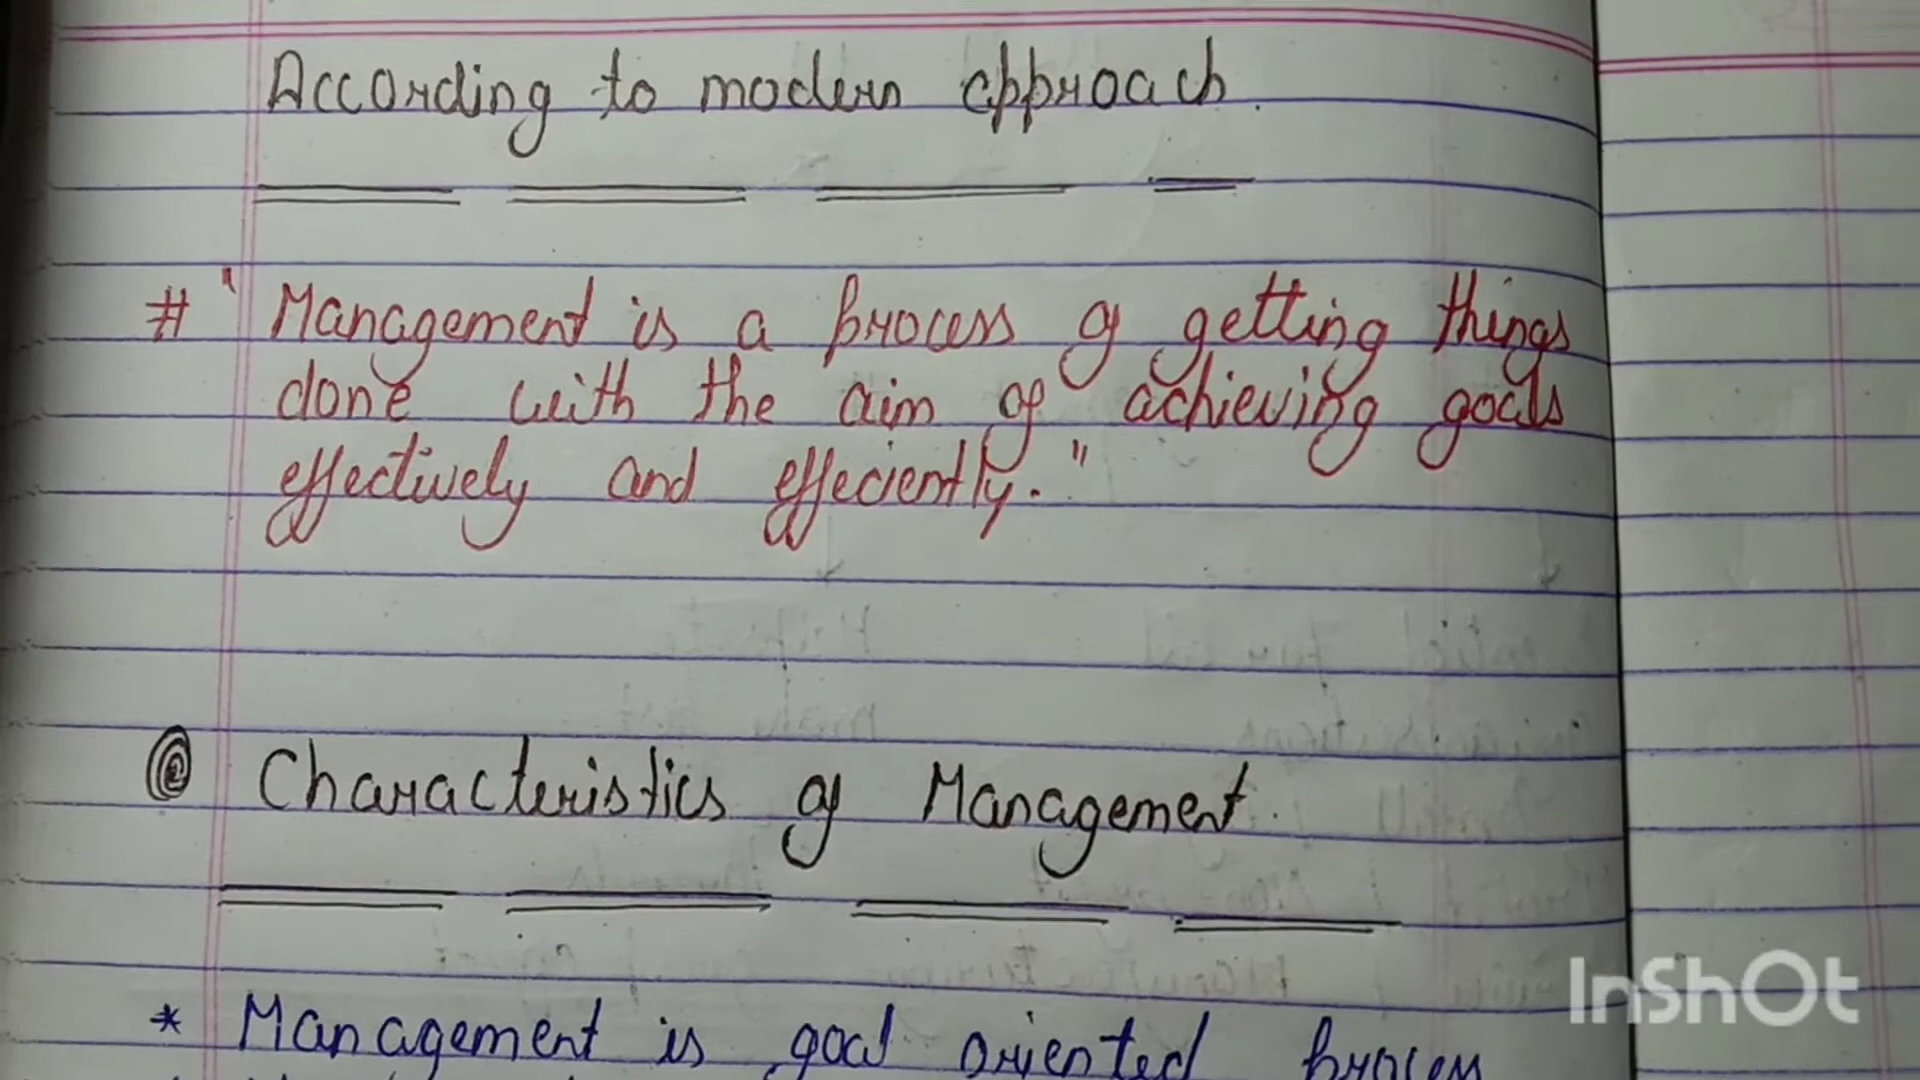 According to modern approach.
# "Management is a process of getting things
done with the aim of achieving goals
effectively and effeciently."
@ Characteristics of Management.
* Management is goal oriented process
InShOt